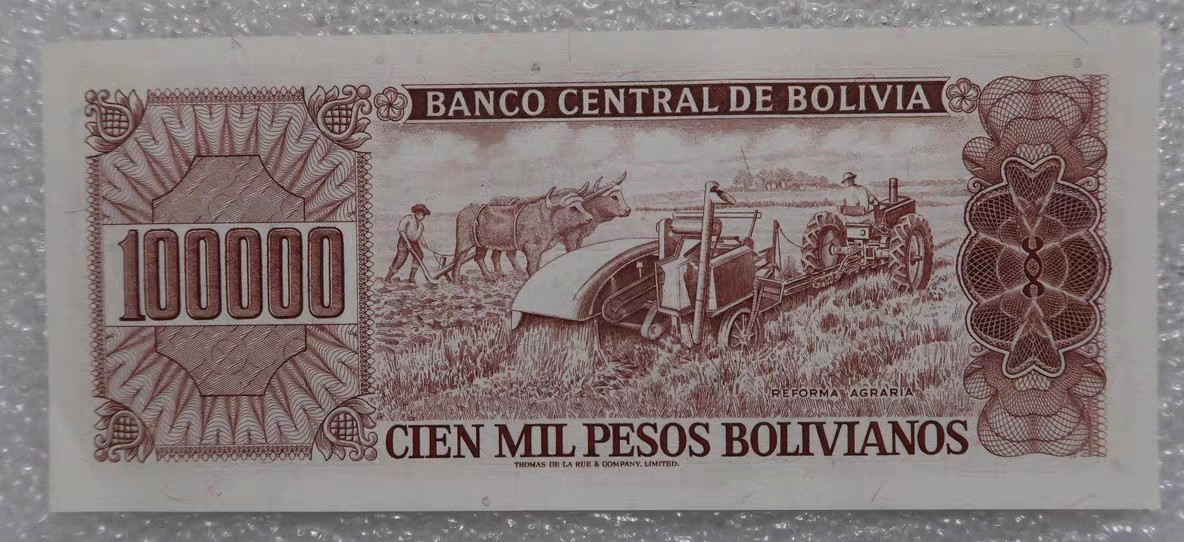 BANCO CENTRAL DE BOLIVIA
100000
REFORMA AGRARIA
CIEN MIL PESOS BOLIVIANOS
THOMAS DE LA RUE & COMPANY, LIMITED.